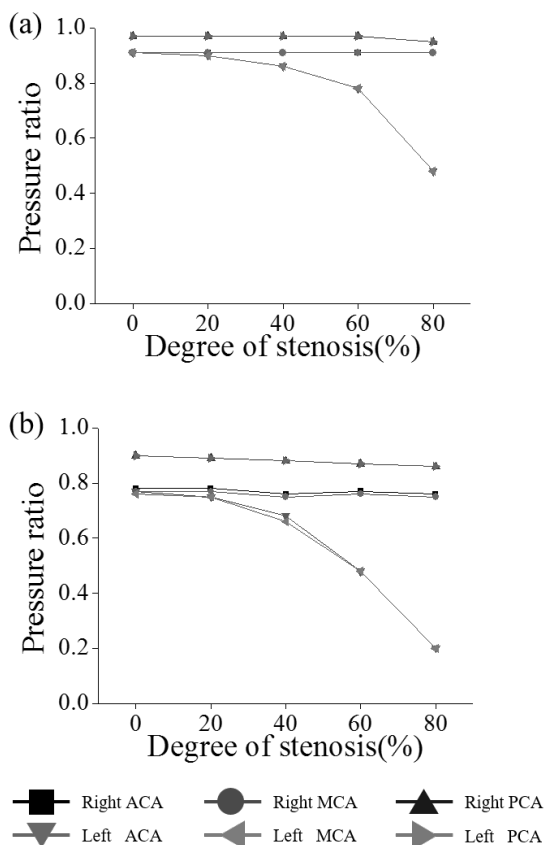 (a)
Pressure ratio
1.0
0.8
0.6
0.4
0.2
0.0
0 20 40 60 80
Degree of stenosis(%)
(b)
Pressure ratio
1.0
0.8
0.6
0.4
0.2
0.0
0 20 40 60 80
Degree of stenosis(%)
Right ACA Right MCA Right PCA
Left ACA Left MCA Left PCA